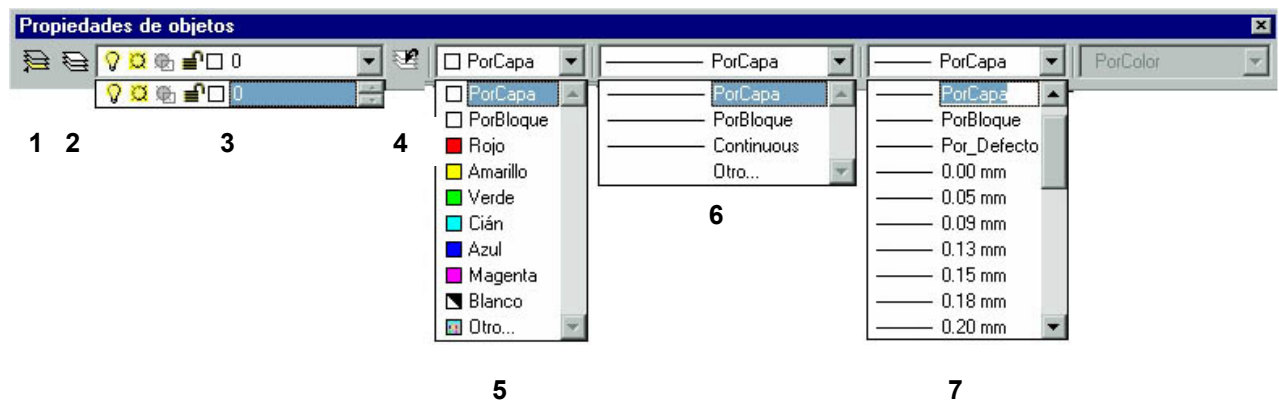 Propiedades de objetos
0 PorCapa PorCapa PorCapa PorColor
0
1 2 3 4
PorCapa
PorBloque
Rojo
Amarillo
Verde
Cián
Azul
Magenta
Blanco
Otro...
5
PorCapa
PorBloque
Continuous
Otro...
6
PorCapa
PorBloque
Por_Defecto
0.00 mm
0.05 mm
0.09 mm
0.13 mm
0.15 mm
0.18 mm
0.20 mm
7